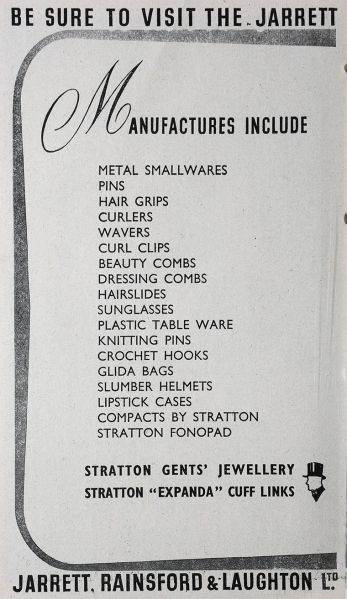 BE SURE TO VISIT THE JARRETT
MANUFACTURES INCLUDE
METAL SMALLWARES
PINS
HAIR GRIPS
CURLERS
WAVERS
CURL CLIPS
BEAUTY COMBS
DRESSING COMBS
HAIRSLIDES
SUNGLASSES
PLASTIC TABLE WARE
KNITTING PINS
CROCHET HOOKS
GLIDA BAGS
SLUMBER HELMETS
LIPSTICK CASES
COMPACTS BY STRATTON
STRATTON FONOPAD
STRATTON GENTS' JEWELLERY
STRATTON "EXPANDA" CUFF LINKS
JARRETT, RAINSFORD & LAUGHTON LTD